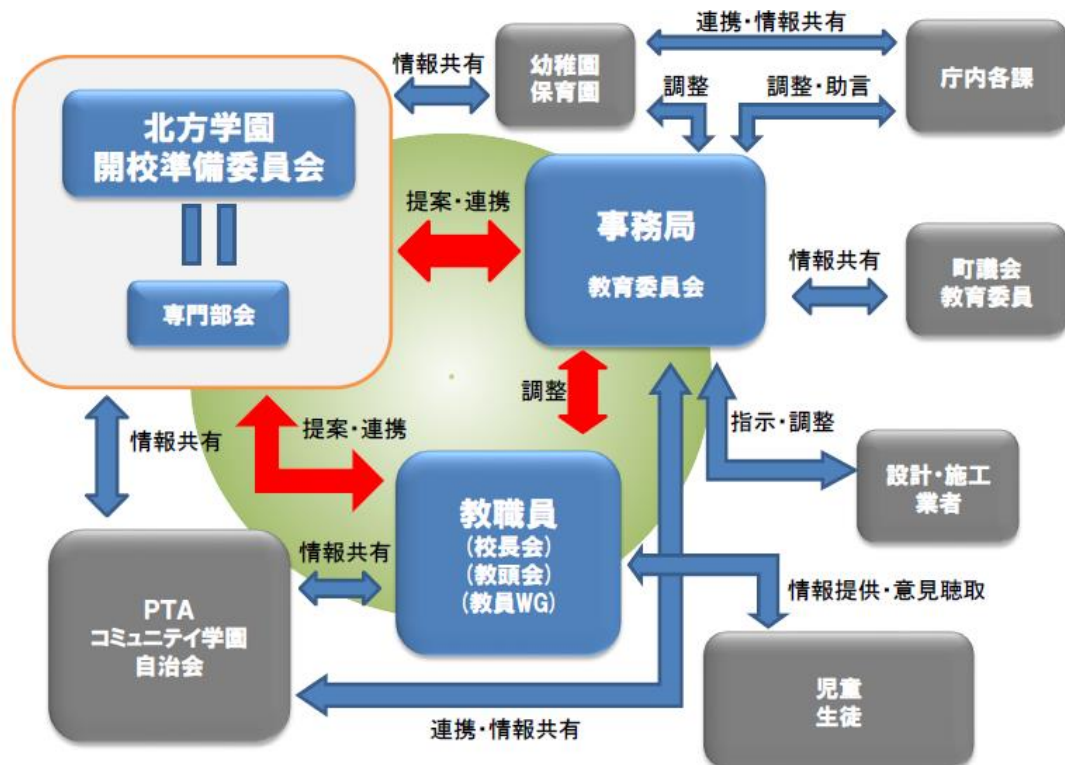 連携・情報共有
情報共有
幼稚園
保育園
調整
調整・助言
庁内各課
北方学園
開校準備委員会
専門部会
提案・連携
事務局
教育委員会
情報共有
町議会
教育委員
調整
指示・調整
設計・施工
業者
情報共有
提案・連携
教職員
(校長会)
(教頭会)
(教員WG)
情報共有
PTA
コミュニテイ学園
自治会
情報提供・意見聴取
児童
生徒
連携・情報共有